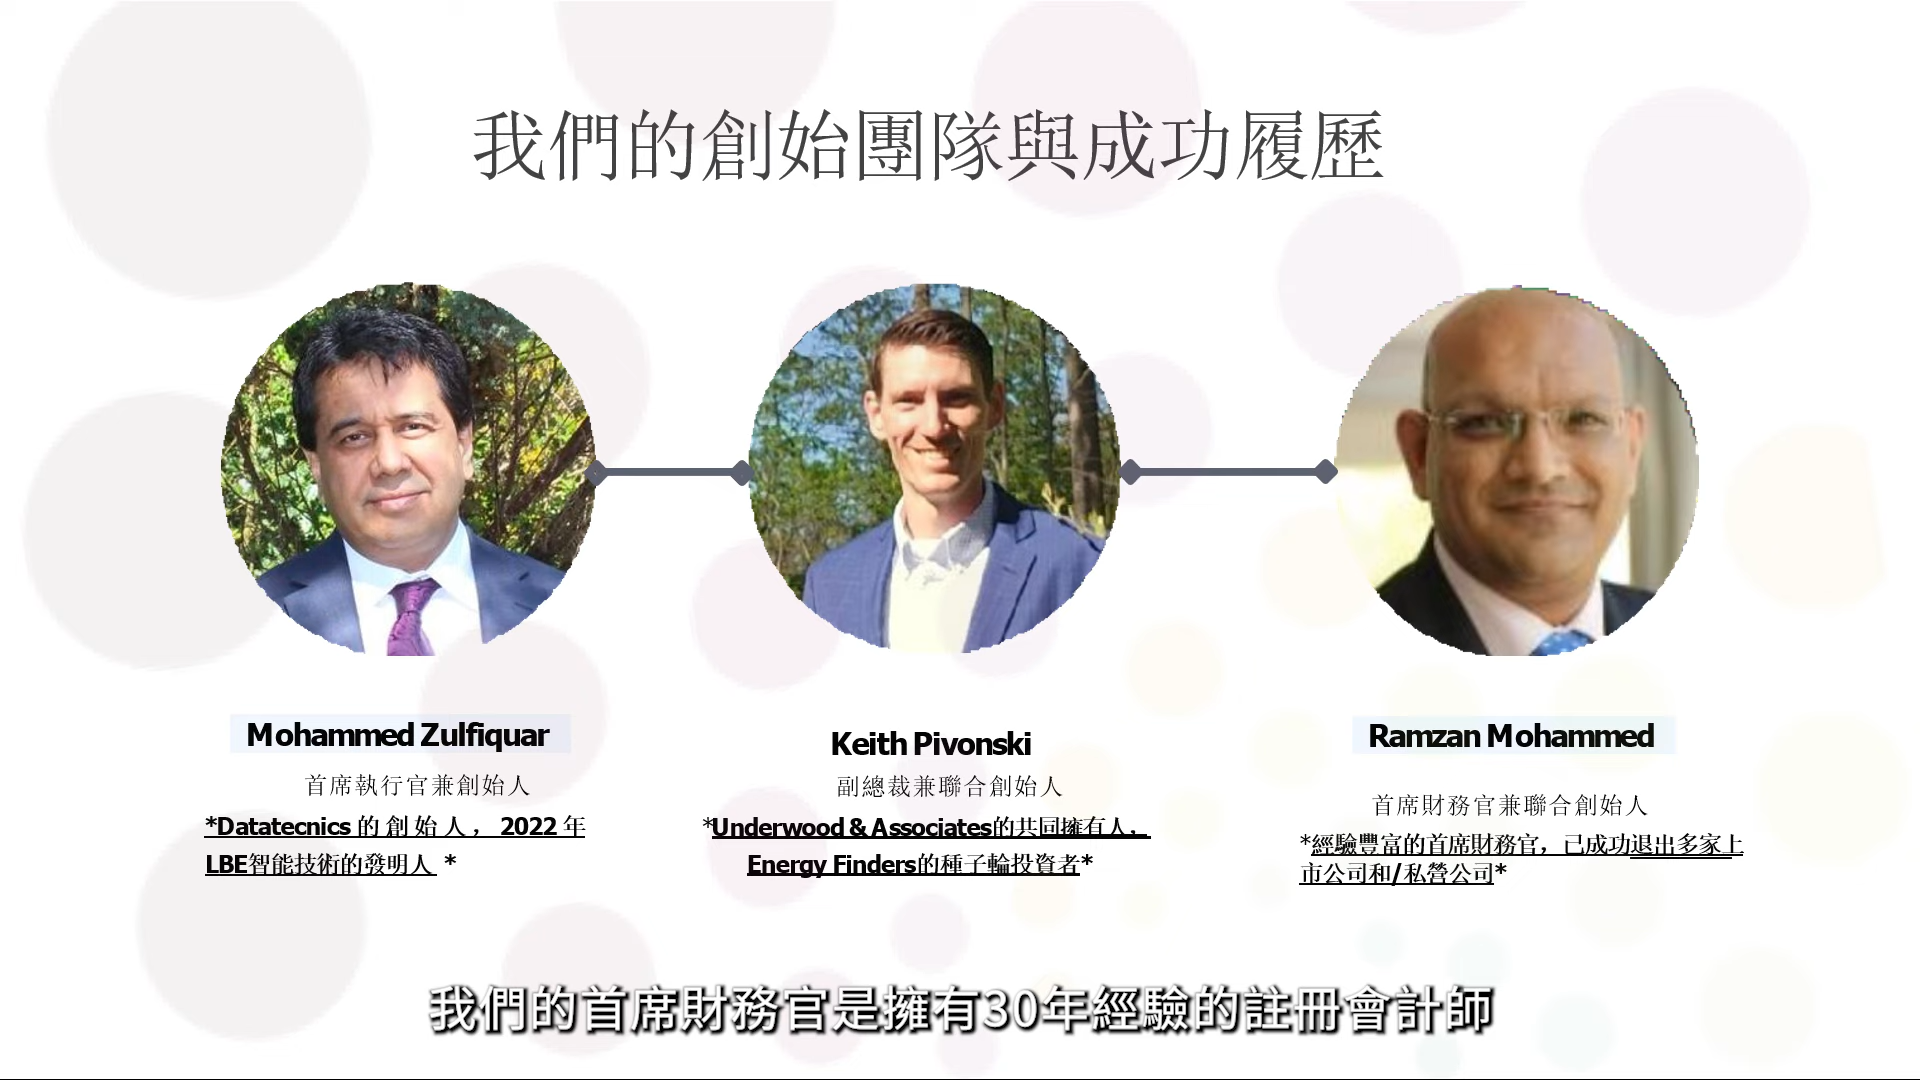 我們的創始團隊與成功履歷
Mohammed Zulfiquar
首席執行官兼創始人
*Datatecnics 的創始人，2022 年
LBE智能技術的發明人 *
Keith Pivonski
副總裁兼聯合創始人
*Underwood & Associates的共同擁有人，
Energy Finders的種子輪投資者*
Ramzan Mohammed
首席財務官兼聯合創始人
*經驗豐富的首席財務官，己成功退出多家上
市公司和/私營公司*
我們的首席財務官是擁有30年經驗的註冊會計師